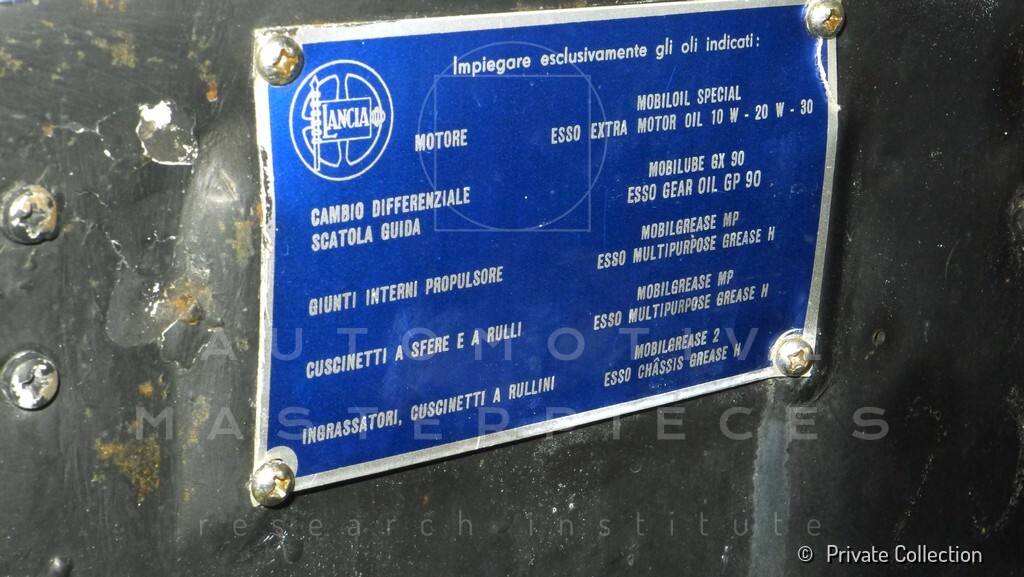 Impiegare esclusivamente gli oli indicati:
LANCIA
MOTORE
MOBILOIL SPECIAL
ESSO EXTRA MOTOR OIL 10 W - 20 W - 30
CAMBIO DIFFERENZIALE
SCATOLA GUIDA
MOBILUBE GX 90
ESSO GEAR OIL GP 90
GIUNTI INTERNI PROPULSORE
MOBILGREASE MP
ESSO MULTIPURPOSE GREASE H
CUSCINETTI A SFERE E A RULLI
MOBILGREASE MP
ESSO MULTIPURPOSE GREASE H
INGRASSATORI, CUSCINETTI A RULLINI
MOBILGREASE 2
ESSO CHÂSSIS GREASE H
AUTOMOTIVE
MASTERPIECES
research institute
© Private Collection